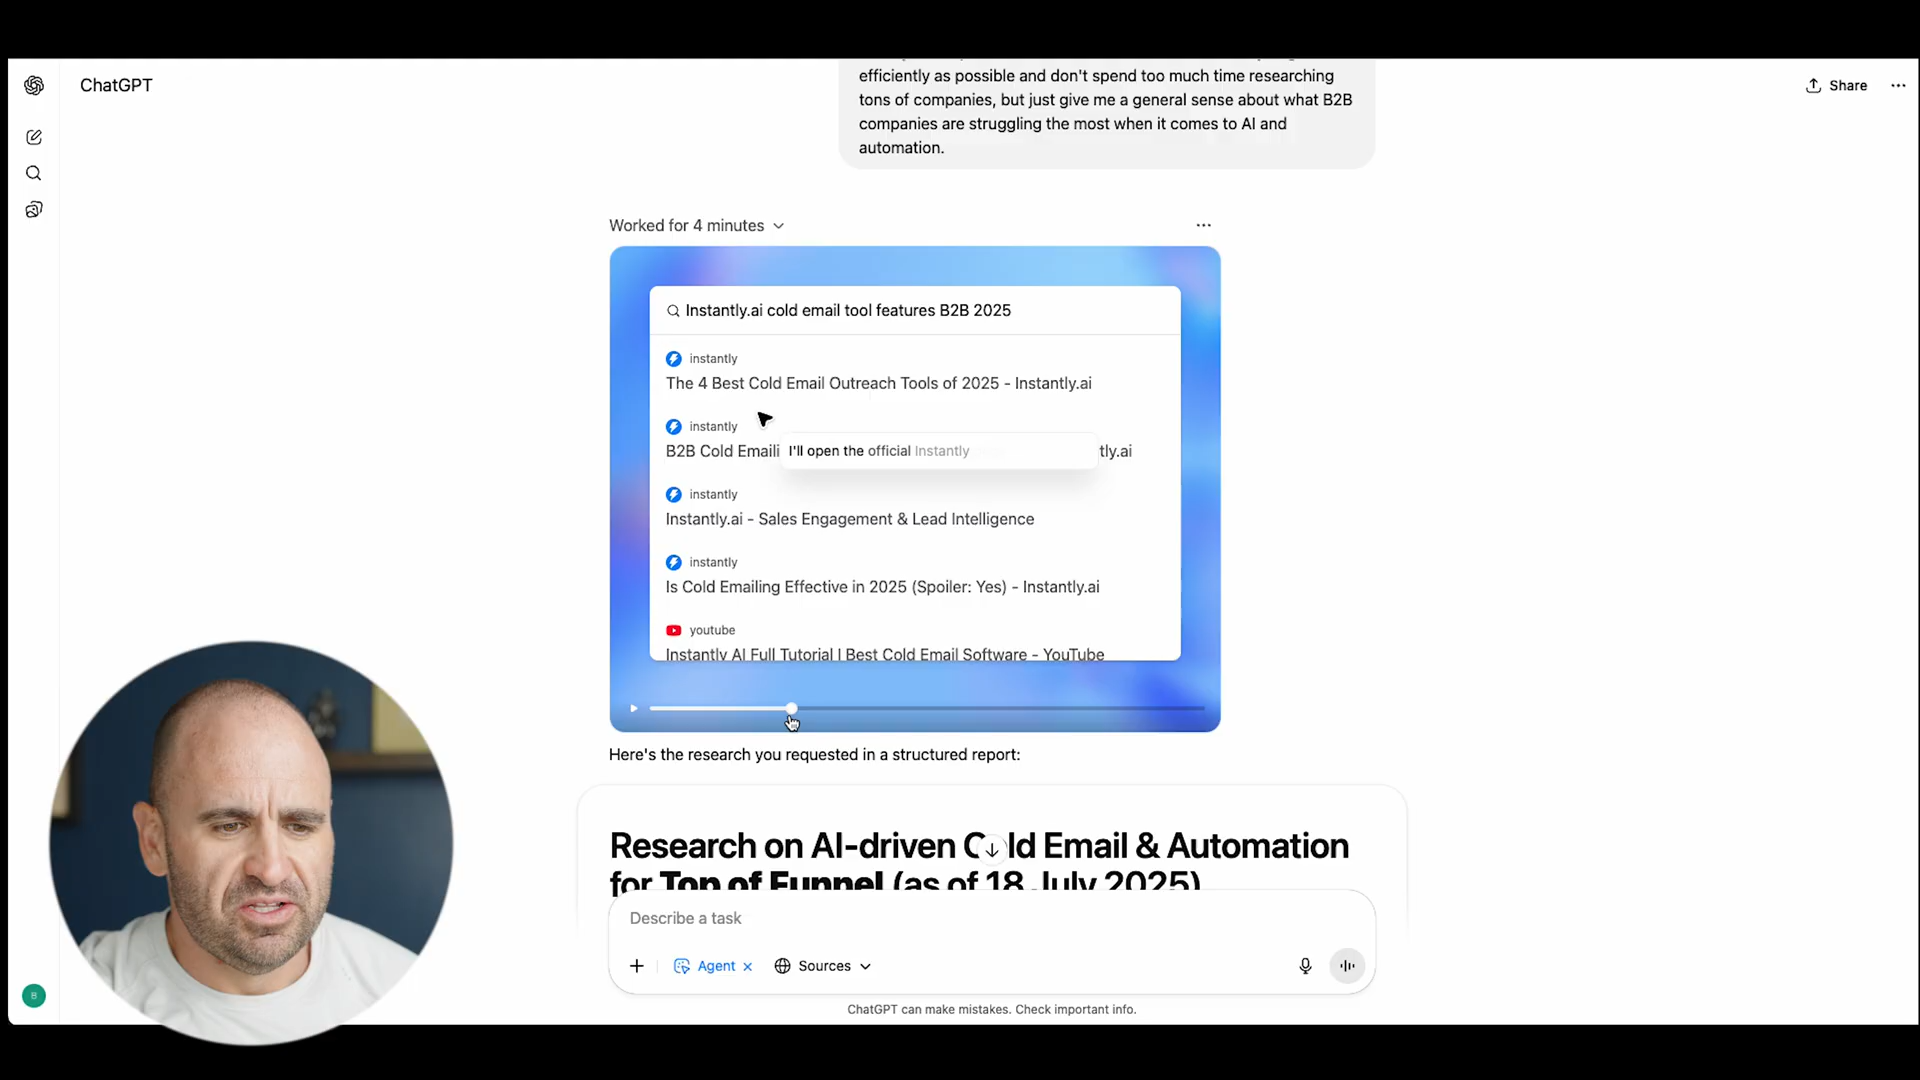 ChatGPT
Share
efficiently as possible and don't spend too much time researching
tons of companies, but just give me a general sense about what B2B
companies are struggling the most when it comes to AI and
automation.
Worked for 4 minutes
Instantly.ai cold email tool features B2B 2025
instantly
The 4 Best Cold Email Outreach Tools of 2025 - Instantly.ai
instantly
B2B Cold Emaili
tly.ai
I'll open the official Instantly
instantly
Instantly.ai - Sales Engagement & Lead Intelligence
instantly
Is Cold Emailing Effective in 2025 (Spoiler: Yes) - Instantly.ai
youtube
Instantly AI Full Tutorial | Best Cold Email Software - YouTube
Here's the research you requested in a structured report:
Research on AI-driven Cold Email & Automation
for Top of Funnel (as of 18 July 2025)
Describe a task
Agent
Sources
B
ChatGPT can make mistakes. Check important info.